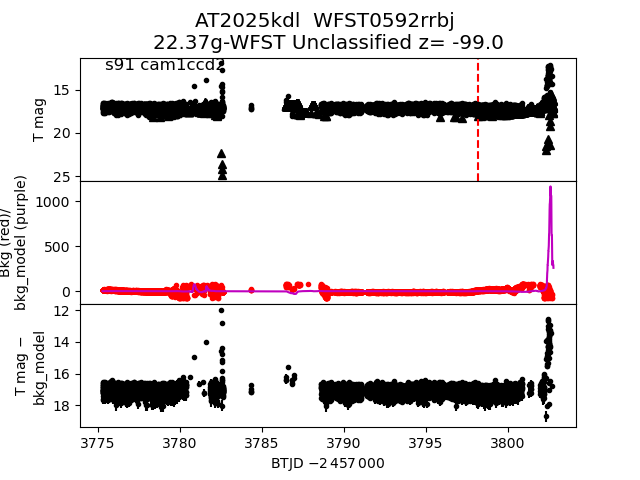 AT2025kdl  WFST0592rrbj
22.37g-WFST Unclassified z= -99.0
s91 cam1ccd2
T mag
15
20
25
Bkg (red)/
bkg_model (purple)
1000
500
0
T mag −
bkg_model
12
14
16
18
3775 3780 3785 3790 3795 3800
BTJD −2 457 000